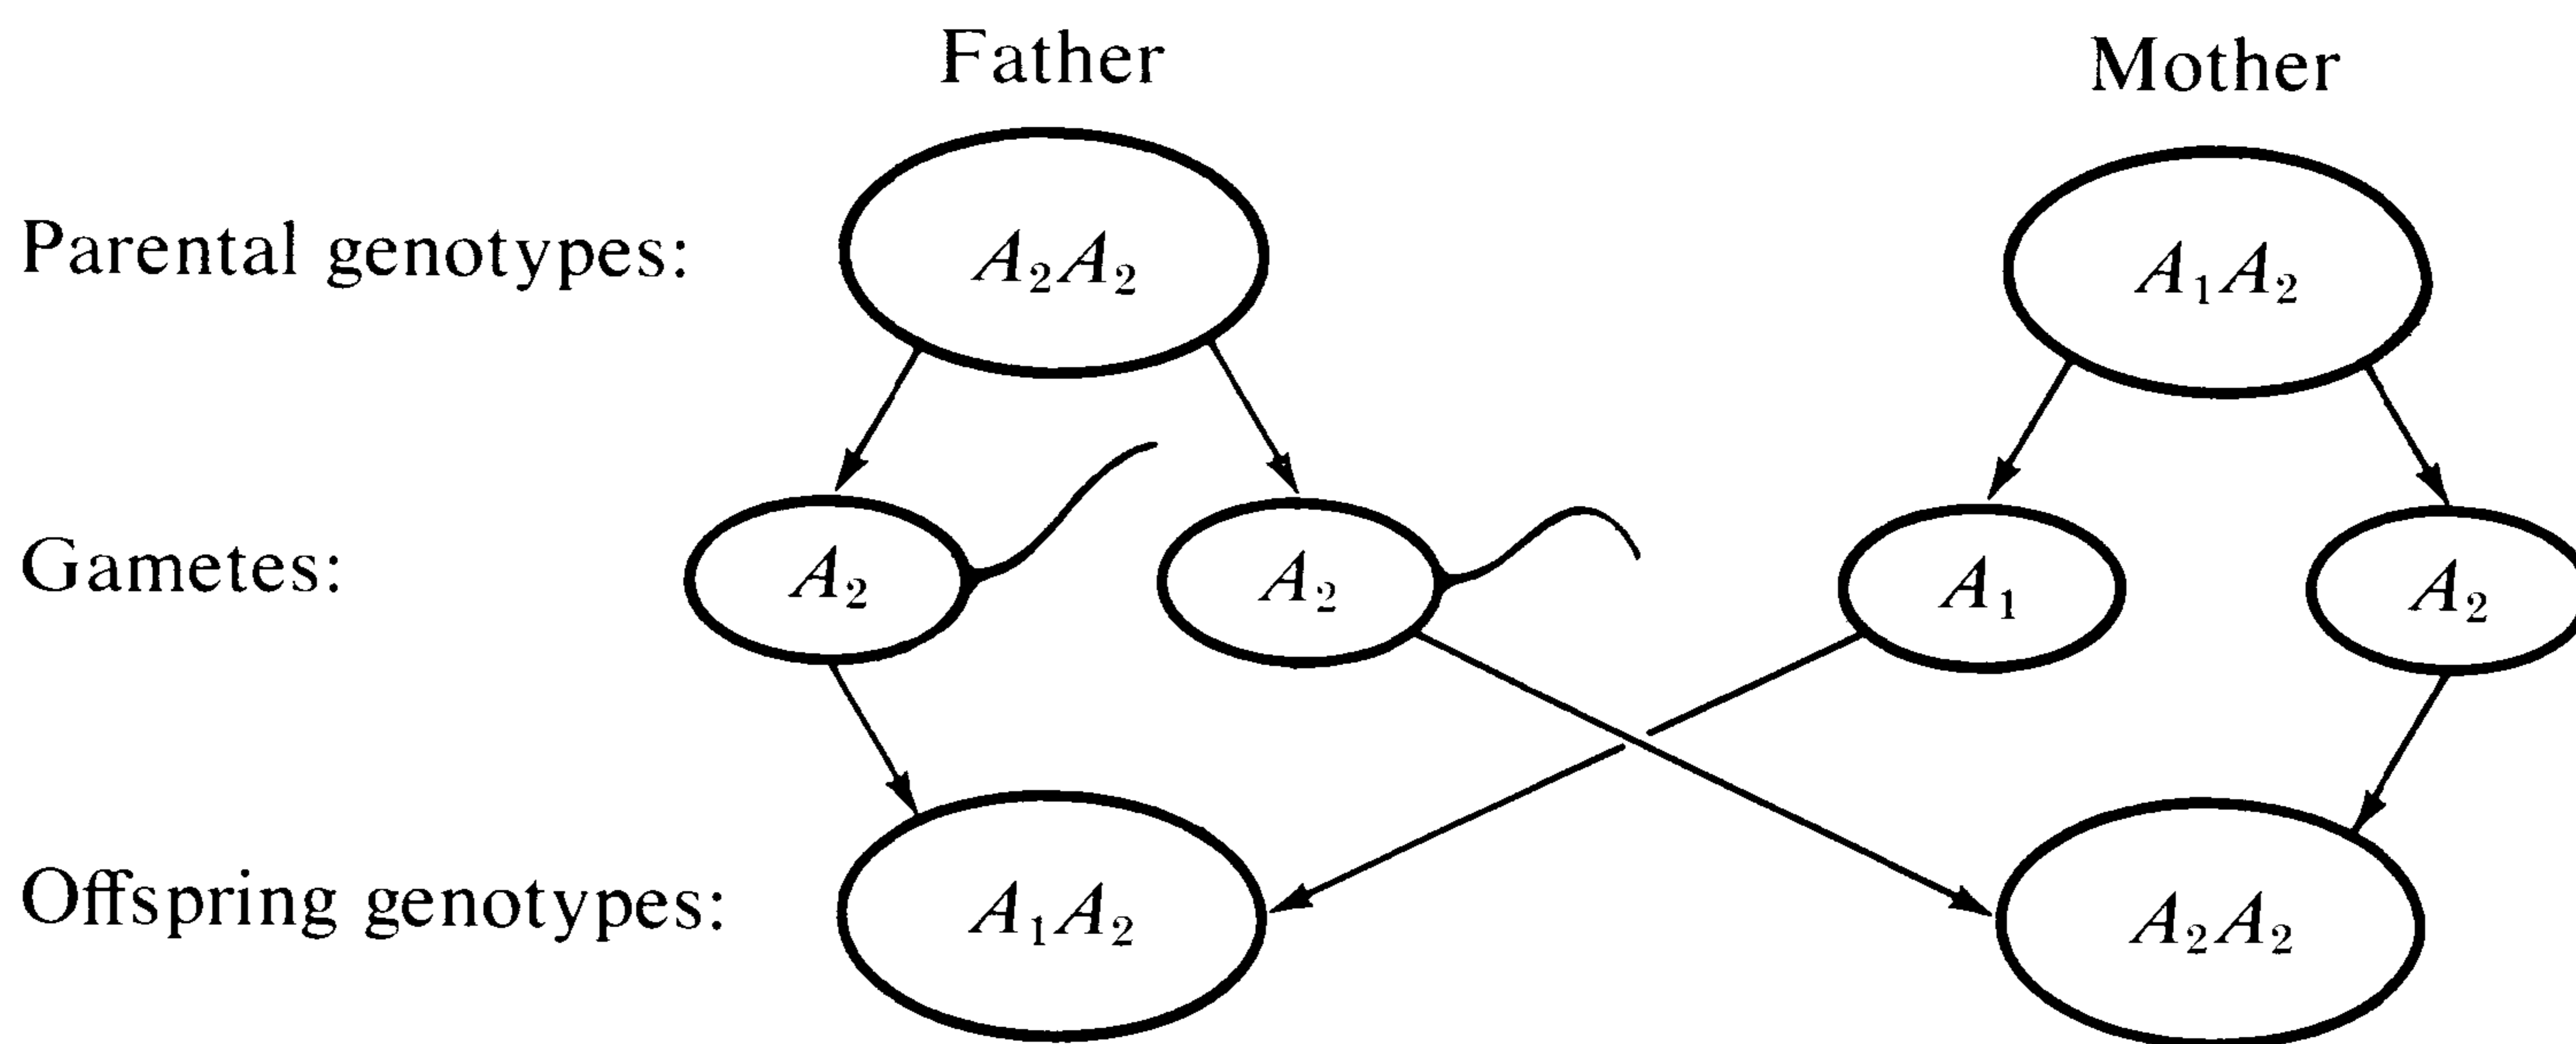 Father Mother
Parental genotypes: A₂A₂ A₁A₂
Gametes: A₂ A₂ A₁ A₂
Offspring genotypes: A₁A₂ A₂A₂